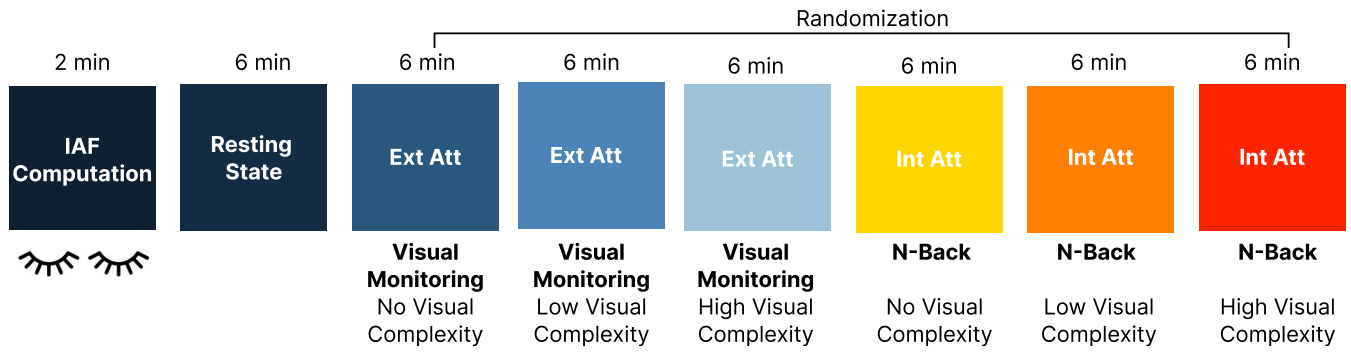 Randomization
2 min
6 min
6 min
6 min
6 min
6 min
6 min
6 min
IAF
Computation
Resting
State
Ext Att
Ext Att
Ext Att
Int Att
Int Att
Int Att
Visual
Monitoring
No Visual
Complexity
Visual
Monitoring
Low Visual
Complexity
Visual
Monitoring
High Visual
Complexity
N-Back
No Visual
Complexity
N-Back
Low Visual
Complexity
N-Back
High Visual
Complexity